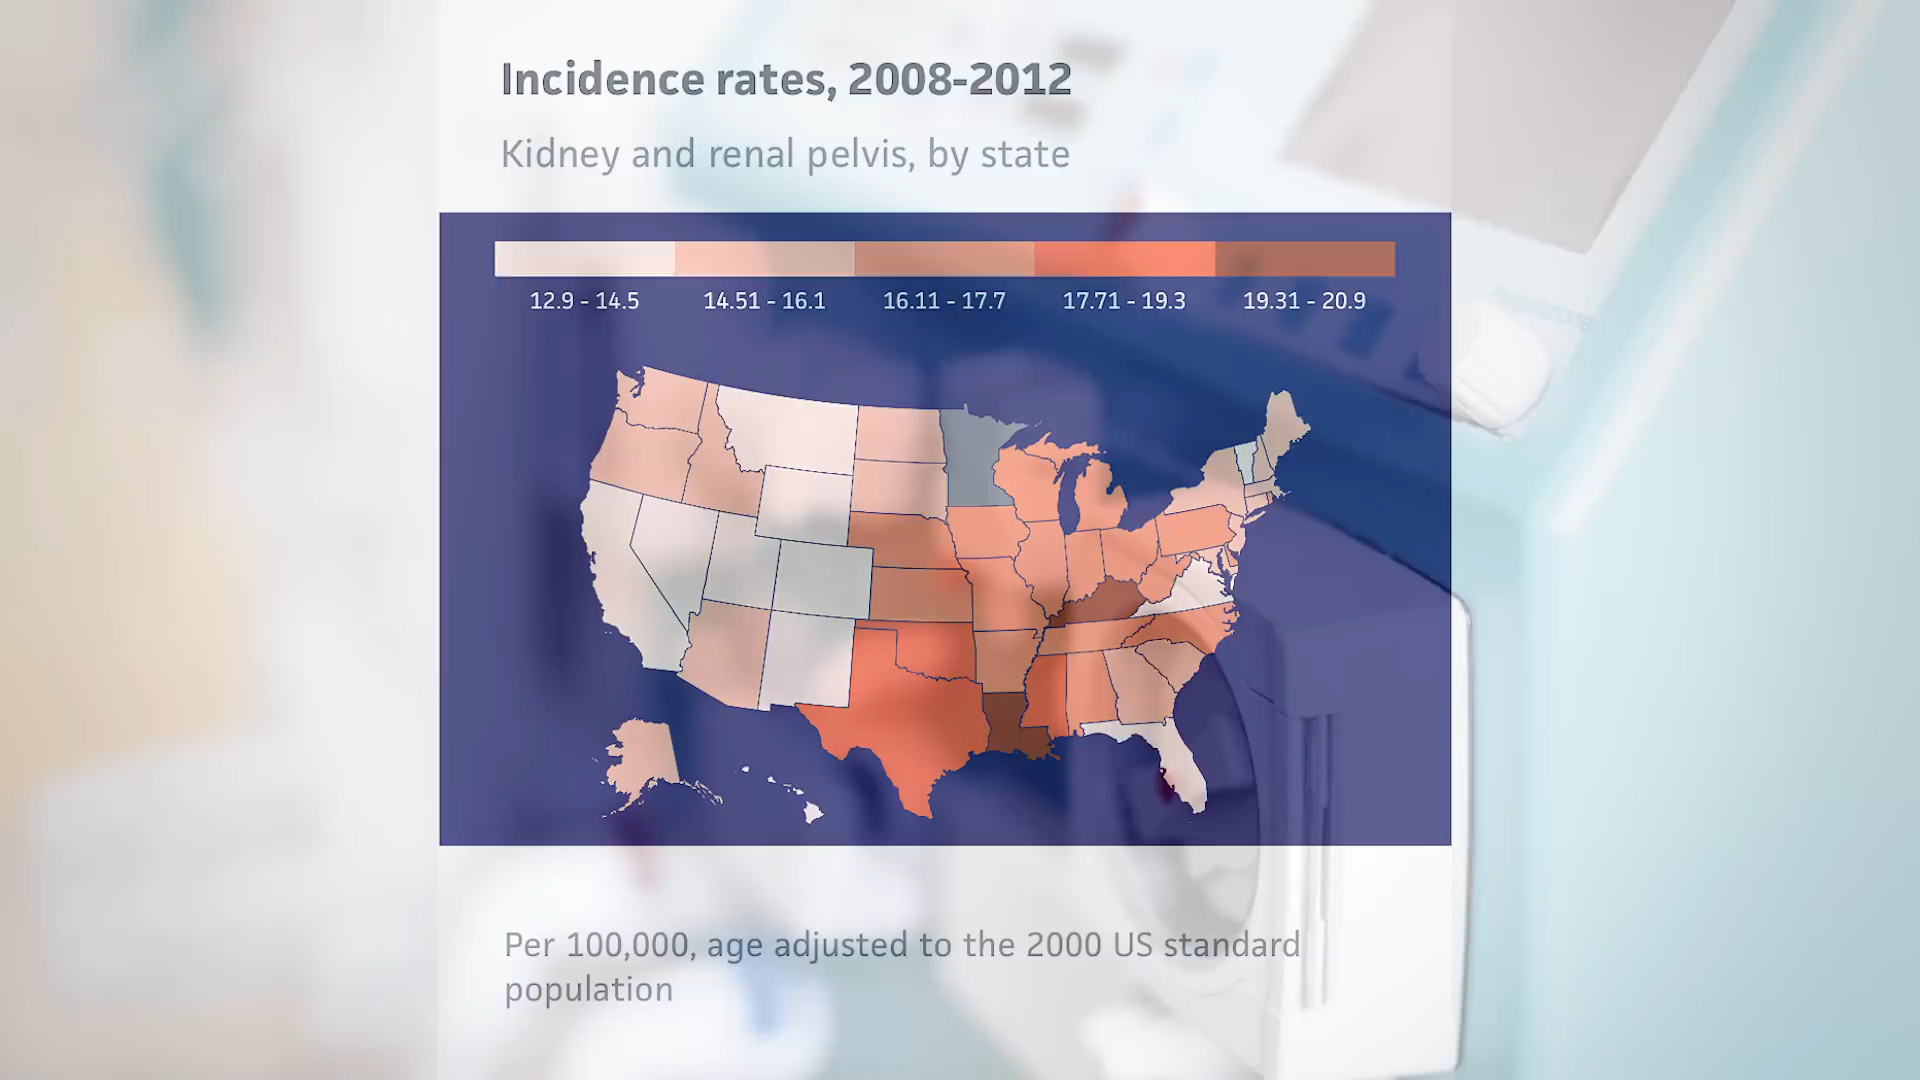 Incidence rates, 2008-2012
Kidney and renal pelvis, by state
12.9 - 14.5
14.51 - 16.1
16.11 - 17.7
17.71 - 19.3
19.31 - 20.9
Per 100,000, age adjusted to the 2000 US standard
population